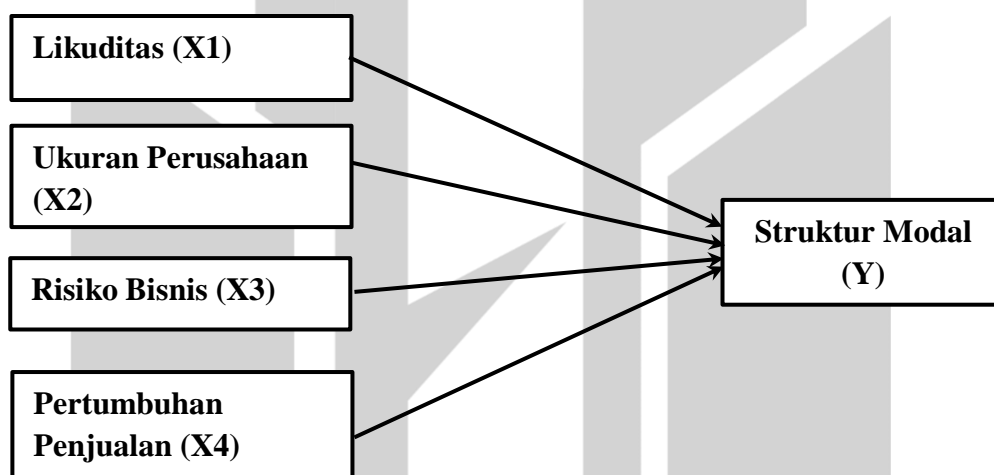 Likuditas (X1)
Ukuran Perusahaan
(X2)
Risiko Bisnis (X3)
Pertumbuhan
Penjualan (X4)
Struktur Modal
(Y)